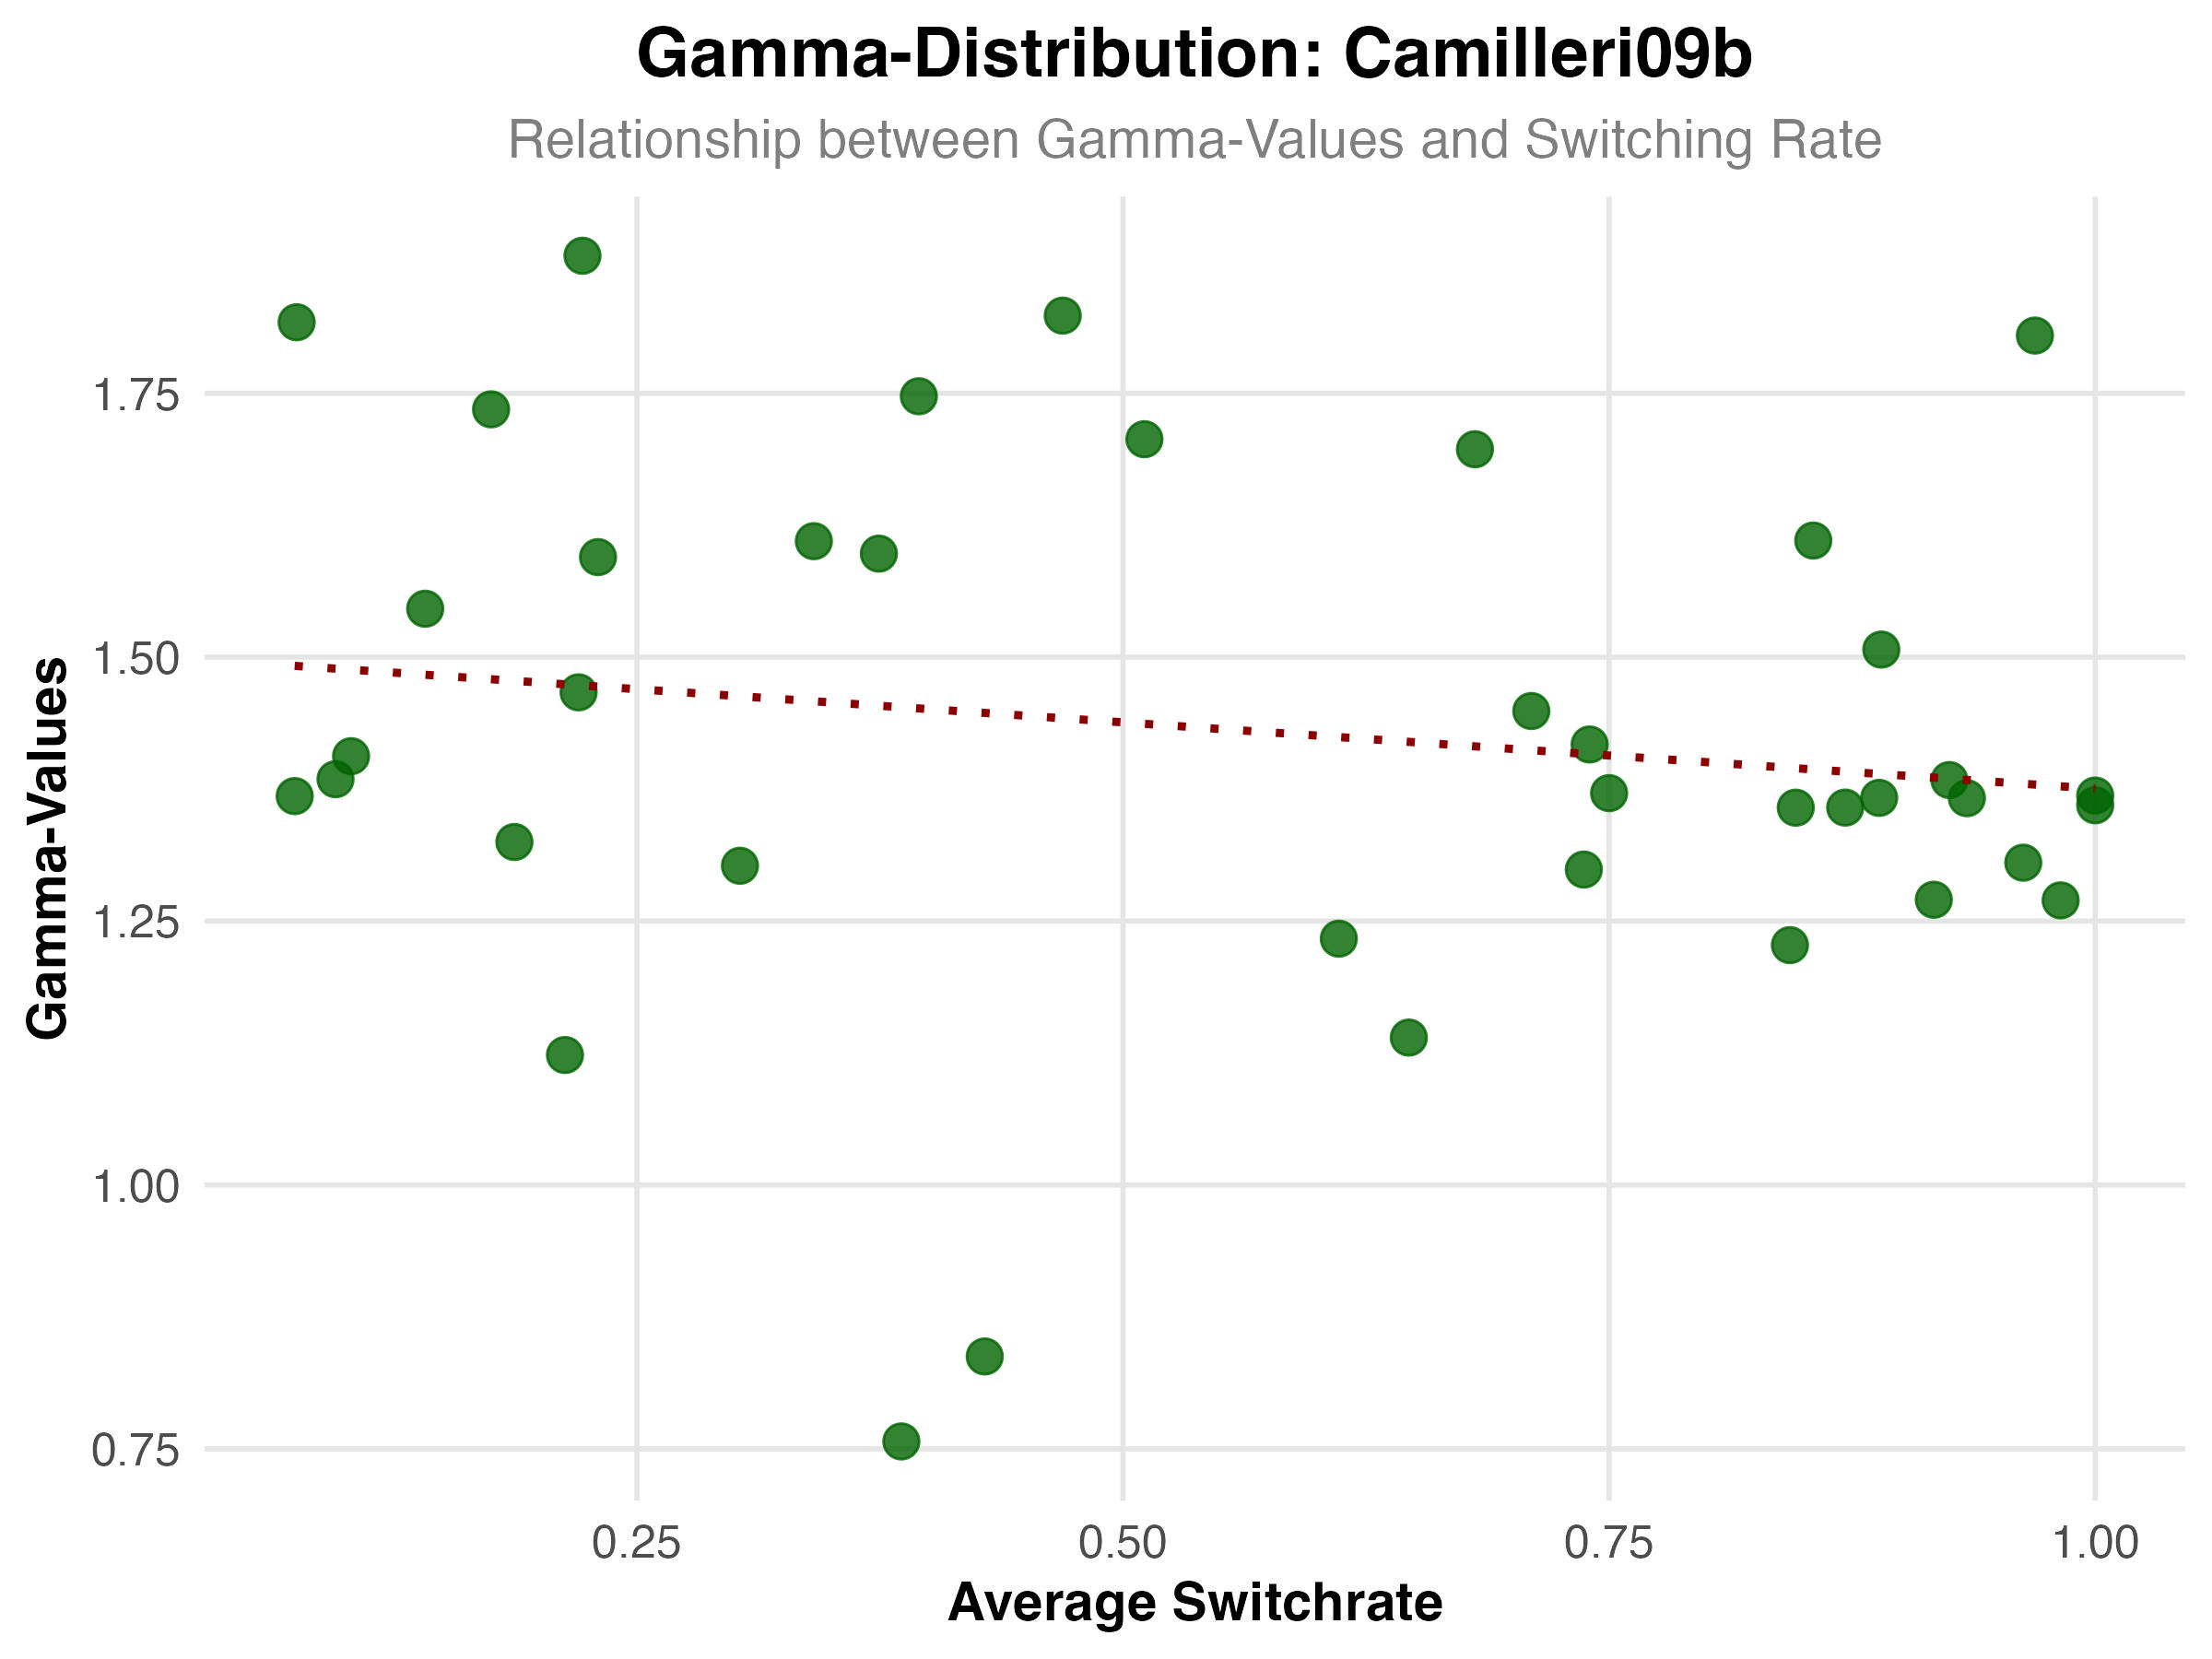 Gamma-Distribution: Camilleri09b
Relationship between Gamma-Values and Switching Rate
Gamma-Values
1.75
1.50
1.25
1.00
0.75
0.25
0.50
0.75
1.00
Average Switchrate